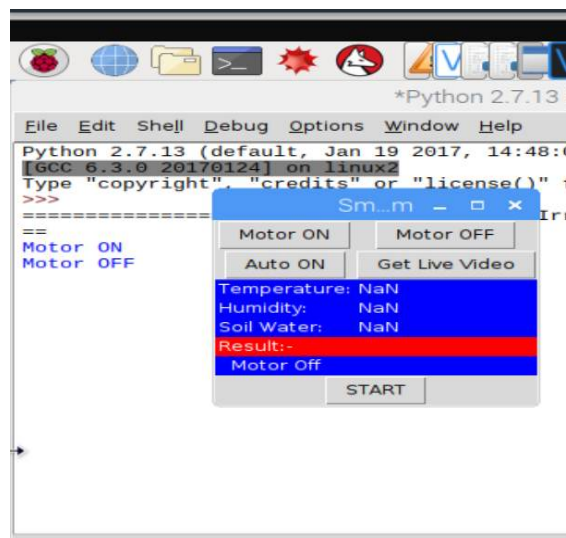 *Python 2.7.13
File Edit Shell Debug Options Window Help
Python 2.7.13 (default, Jan 19 2017, 14:48:0
[GCC 6.3.0 20170124] on linux2
Type "copyright", "credits" or "license()"
>>>
===================== Irr
==
Motor ON
Motor OFF
Sm...m
Motor ON Motor OFF
Auto ON Get Live Video
Temperature: NaN
Humidity: NaN
Soil Water: NaN
Result:-
Motor Off
START